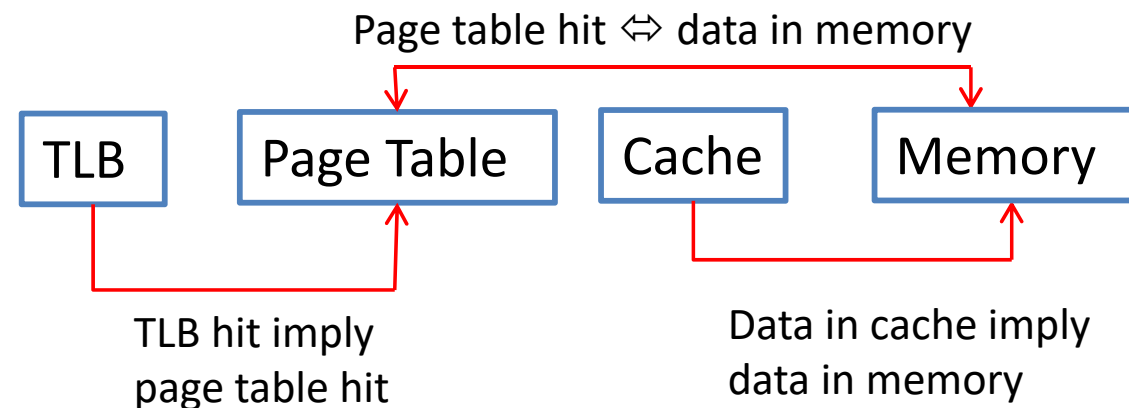 Page table hit ⬄ data in memory
TLB
Page Table
Cache
Memory
TLB hit imply
page table hit
Data in cache imply
data in memory